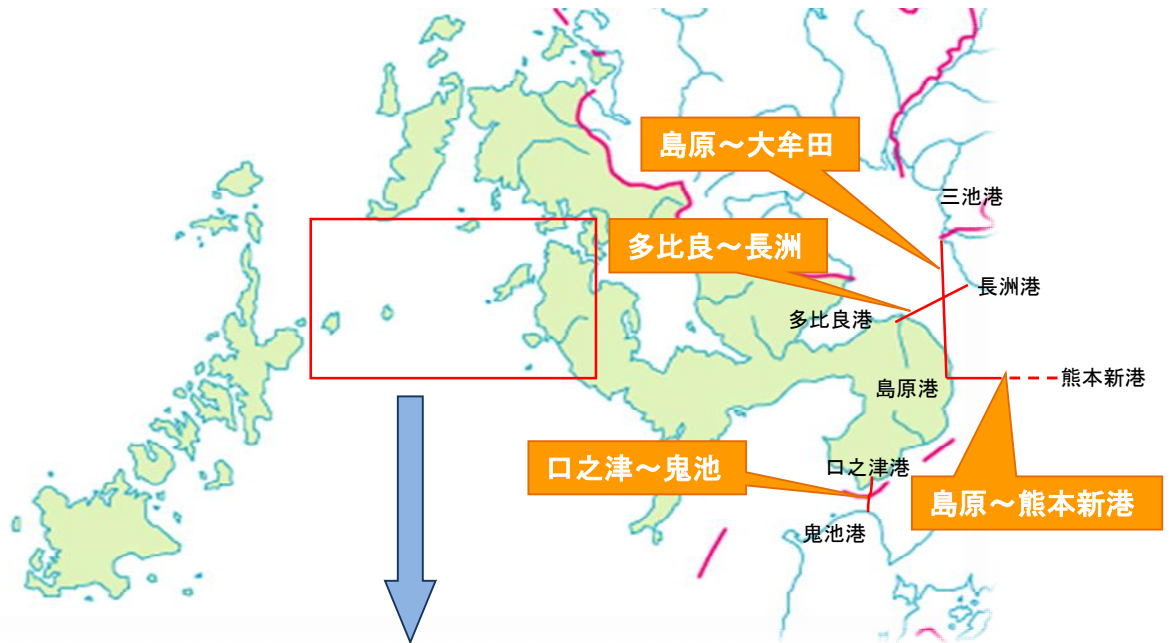 島原～大牟田
三池港
多比良～長洲
長洲港
多比良港
熊本新港
島原港
口之津～鬼池
口之津港
島原～熊本新港
鬼池港